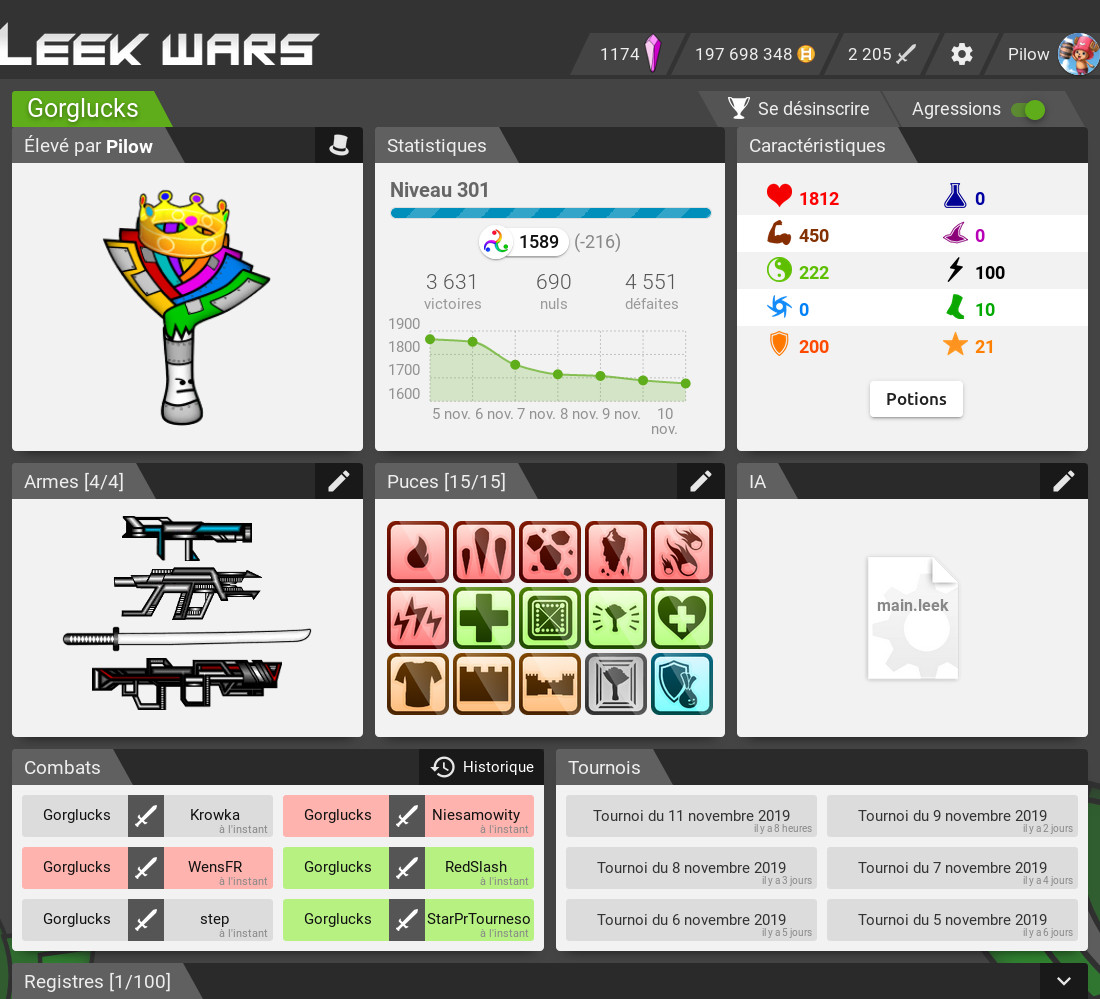 LEEK WARS
1174
197 698 348
2 205
Pilow
Gorglucks
Se désinscrire
Agressions
Élevé par Pilow
Statistiques
Niveau 301
1589 (-216)
3 631 690 4 551
victoires nuls défaites
1900
1800
1700
1600
5 nov. 6 nov. 7 nov. 8 nov. 9 nov. 10
nov.
Caractéristiques
1812 0
450 0
222 100
0 10
200 21
Potions
Armes [4/4]
Puces [15/15]
IA
main.leek
Combats
Historique
Gorglucks Krowka
à l'instant
Gorglucks Niesamowity
à l'instant
Gorglucks WensFR
à l'instant
Gorglucks RedSlash
à l'instant
Gorglucks step
à l'instant
Gorglucks StarPrTourneso
à l'instant
Tournois
Tournoi du 11 novembre 2019
il y a 8 heures
Tournoi du 9 novembre 2019
il y a 2 jours
Tournoi du 8 novembre 2019
il y a 3 jours
Tournoi du 7 novembre 2019
il y a 4 jours
Tournoi du 6 novembre 2019
il y a 5 jours
Tournoi du 5 novembre 2019
il y a 6 jours
Registres [1/100]